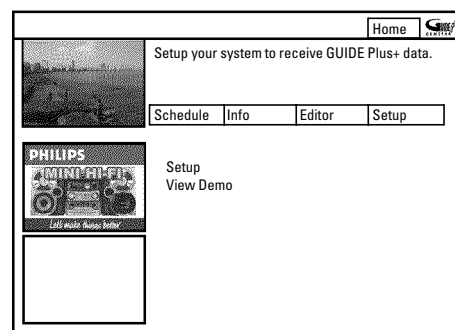 Home
GUIDE
Setup your system to receive GUIDE Plus+ data.
Schedule Info Editor Setup
PHILIPS
MINI-HI-FI
Let's make things better
Setup
View Demo